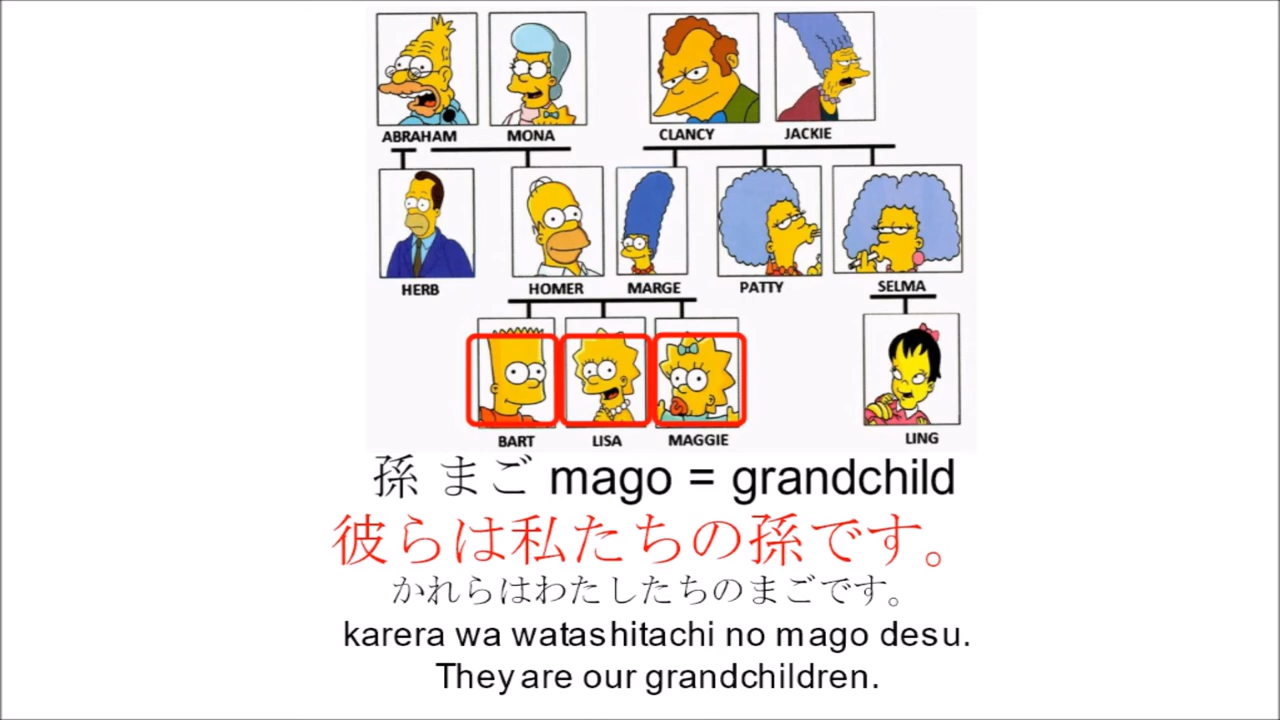 ABRAHAM MONA CLANCY JACKIE
HERB HOMER MARGE PATTY SELMA
BART LISA MAGGIE LING
孫 まご mago = grandchild
彼らは私たちの孫です。
かれらはわたしたちのまごです。
karera wa watashitachi no mago desu.
They are our grandchildren.